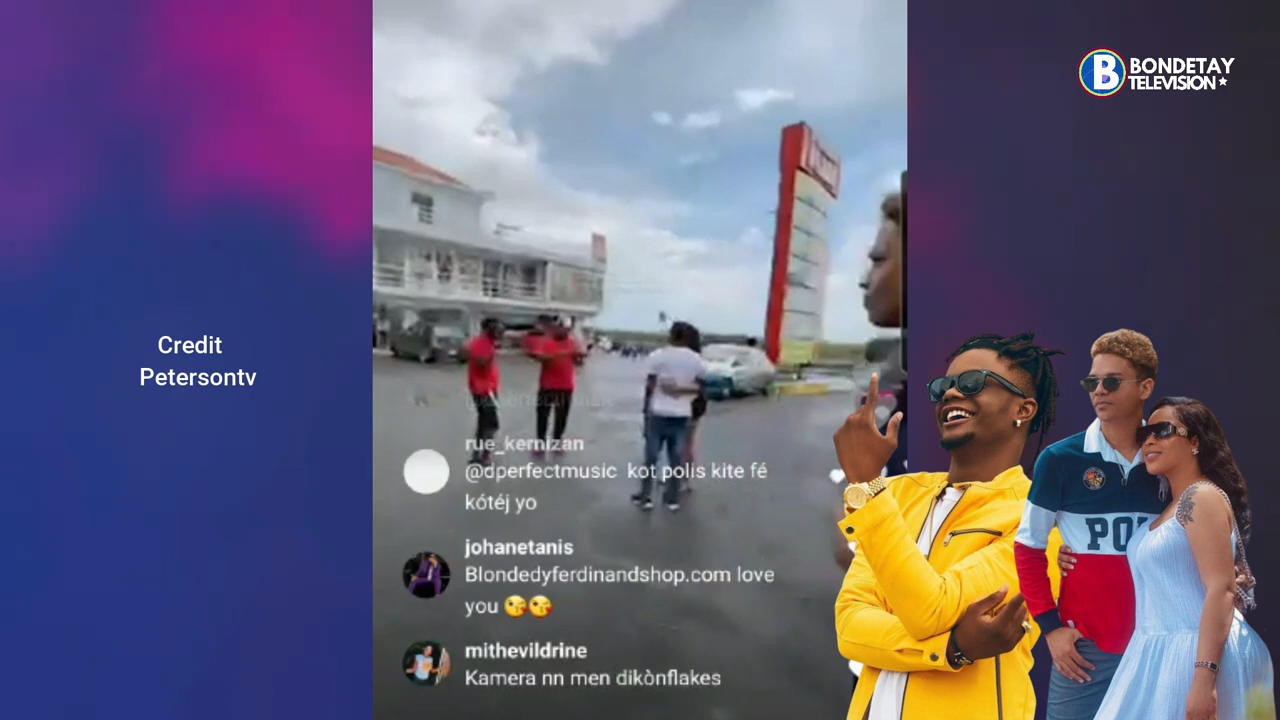 BONDETAY
TELEVISION
Credit
Petersontv
rue_kernizan
@dperfectmusic kot polis kite fé
kótéj yo
johanetanis
Blondedyferdinandshop.com love
you 😘😘
mithevildrine
Kamera nn men dikònflakes